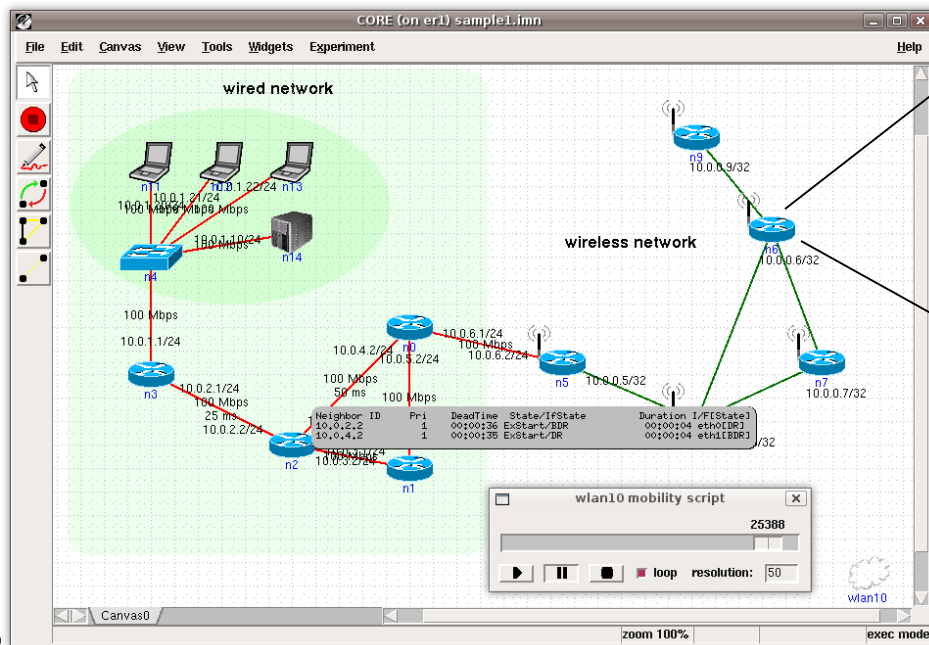 CORE (on er1) sample1.imn
File Edit Canvas View Tools Widgets Experiment Help
wired network
n9
10.0.0.9/32
n11
n13
10.0.1.22/24
10.0.1.21/24
100 Mbps
10.0.1.10/24
100 Mbps
n14
n4
wireless network
n6
10.0.0.6/32
100 Mbps
10.0.1.1/24
n3
10.0.2.1/24
100 Mbps
25 ms
10.0.2.2/24
n2
n0
10.0.4.2/24
10.0.5.2/24
10.0.6.1/24
100 Mbps
10.0.6.2/24
100 Mbps
50 ms
100 Mbps
n5
10.0.0.5/32
n7
10.0.0.7/32
Neighbor ID Pri DeadTime State/IfState Duration I/F[State]
10.0.2.2 1 00:00:36 ExStart/BDR 00:00:04 eth0[DR]
10.0.4.2 1 00:00:35 ExStart/DR 00:00:04 eth1[BDR]
/32
10.0.3.2/24
n1
wlan10 mobility script
25388
loop resolution: 50
wlan10
Canvas0
zoom 100% exec mode